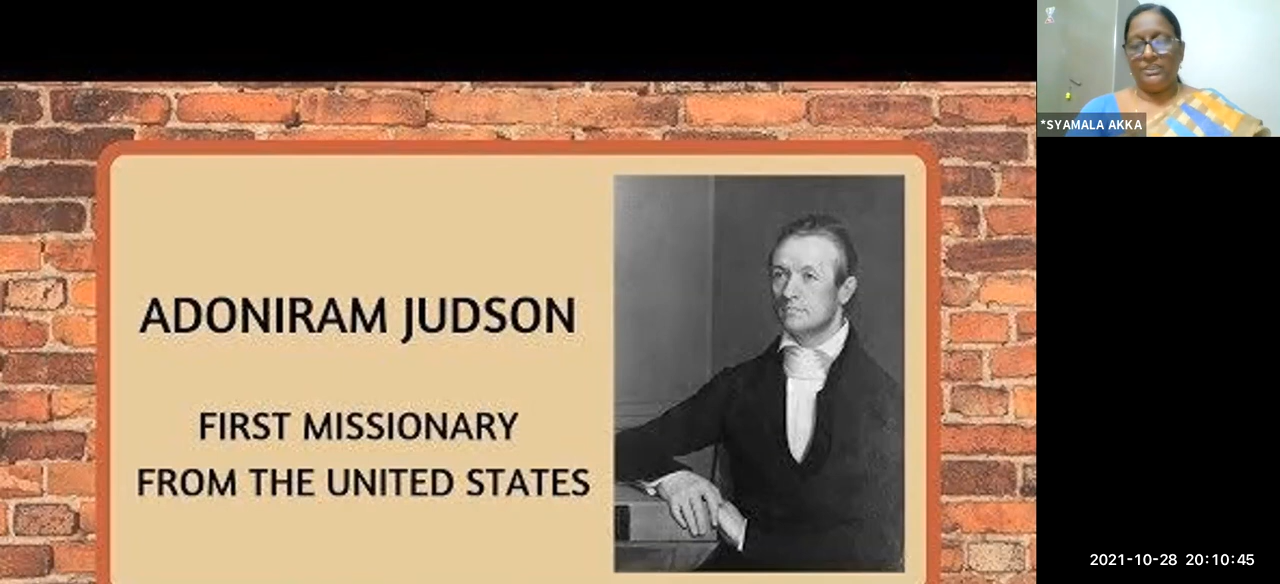 ADONIRAM JUDSON
FIRST MISSIONARY
FROM THE UNITED STATES
*SYAMALA AKKA
2021-10-28 20:10:45